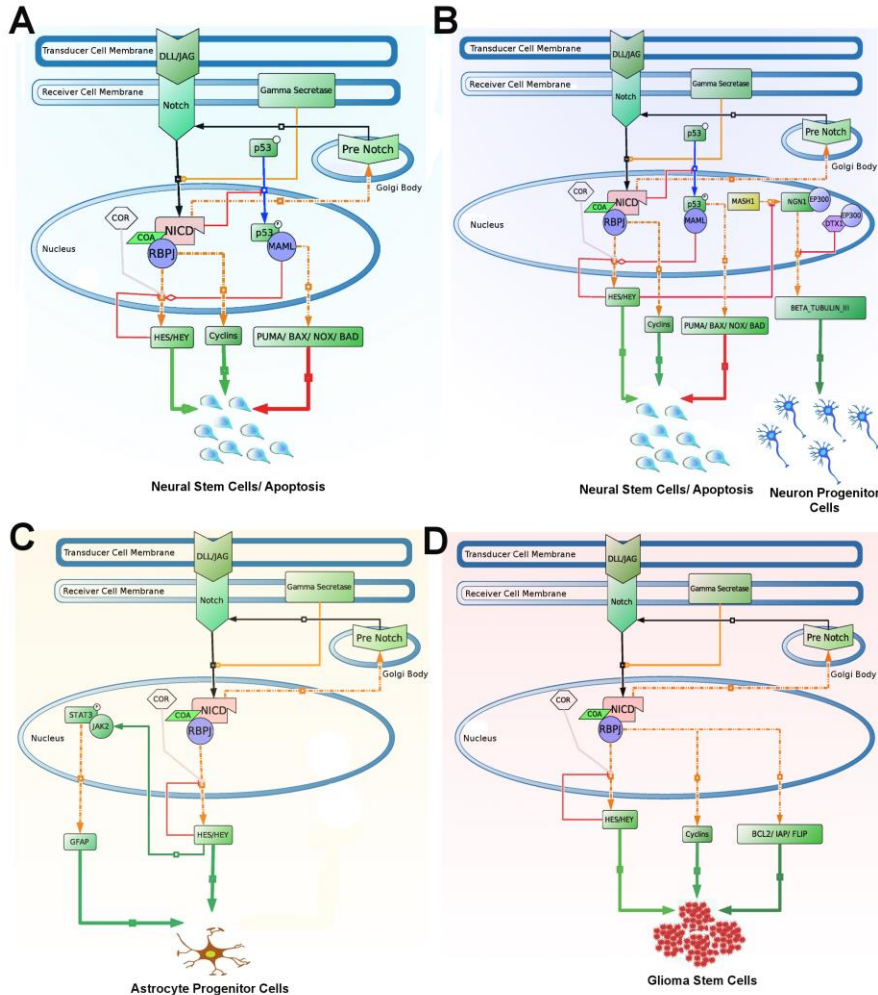 A
Transducer Cell Membrane
DLL/JAG
Receiver Cell Membrane
Notch
Gamma Secretase
p53
Pre Notch
Golgi Body
COR
NICD
COA
RBPJ
P
p53
MAML
Nucleus
HES/HEY
Cyclins
PUMA/ BAX/ NOX/ BAD
Neural Stem Cells/ Apoptosis
B
Transducer Cell Membrane
DLL/JAG
Receiver Cell Membrane
Notch
Gamma Secretase
p53
Pre Notch
Golgi Body
COR
NICD
COA
RBPJ
P
p53
MAML
MASH1
NGN1
EP300
DTX1
EP300
Nucleus
HES/HEY
Cyclins
PUMA/ BAX/ NOX/ BAD
BETA_TUBULIN_III
Neural Stem Cells/ Apoptosis
Neuron Progenitor
Cells
C
Transducer Cell Membrane
DLL/JAG
Receiver Cell Membrane
Notch
Gamma Secretase
Pre Notch
Golgi Body
STAT3
P
JAK2
COR
NICD
COA
RBPJ
Nucleus
GFAP
HES/HEY
Astrocyte Progenitor Cells
D
Transducer Cell Membrane
DLL/JAG
Receiver Cell Membrane
Notch
Gamma Secretase
Pre Notch
Golgi Body
COR
NICD
COA
RBPJ
Nucleus
HES/HEY
Cyclins
BCL2/ IAP/ FLIP
Glioma Stem Cells